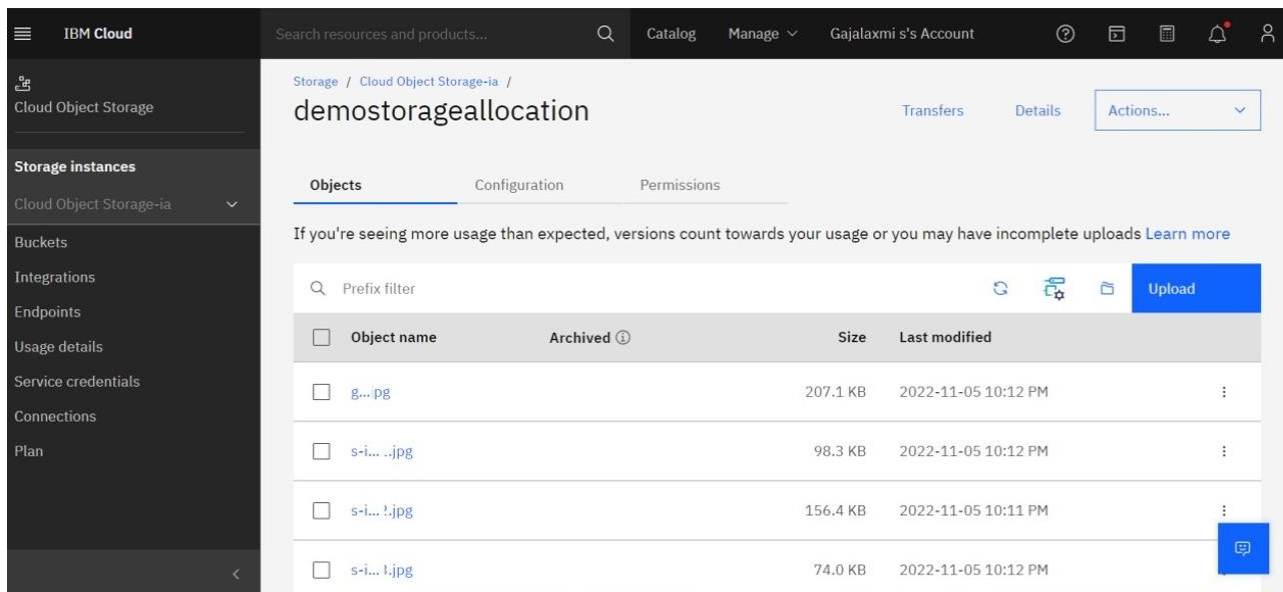 IBM Cloud
Search resources and products...
Catalog
Manage
Gajalaxmi s's Account
Cloud Object Storage
Storage instances
Cloud Object Storage-ia
Buckets
Integrations
Endpoints
Usage details
Service credentials
Connections
Plan
Storage / Cloud Object Storage-ia /
demostorageallocation
Transfers
Details
Actions...
Objects
Configuration
Permissions
If you're seeing more usage than expected, versions count towards your usage or you may have incomplete uploads Learn more
Prefix filter
Upload
Object name Archived Size Last modified
207.1 KB 2022-11-05 10:12 PM
98.3 KB 2022-11-05 10:12 PM
156.4 KB 2022-11-05 10:11 PM
74.0 KB 2022-11-05 10:12 PM